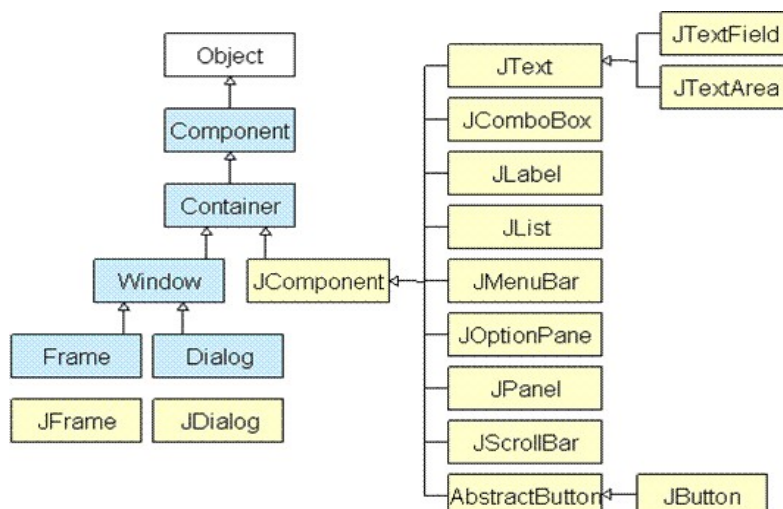 Object
Component
Container
Window
JComponent
Frame
Dialog
JFrame
JDialog
JText
JComboBox
JLabel
JList
JMenuBar
JOptionPane
JPanel
JScrollBar
AbstractButton
JTextField
JTextArea
JButton